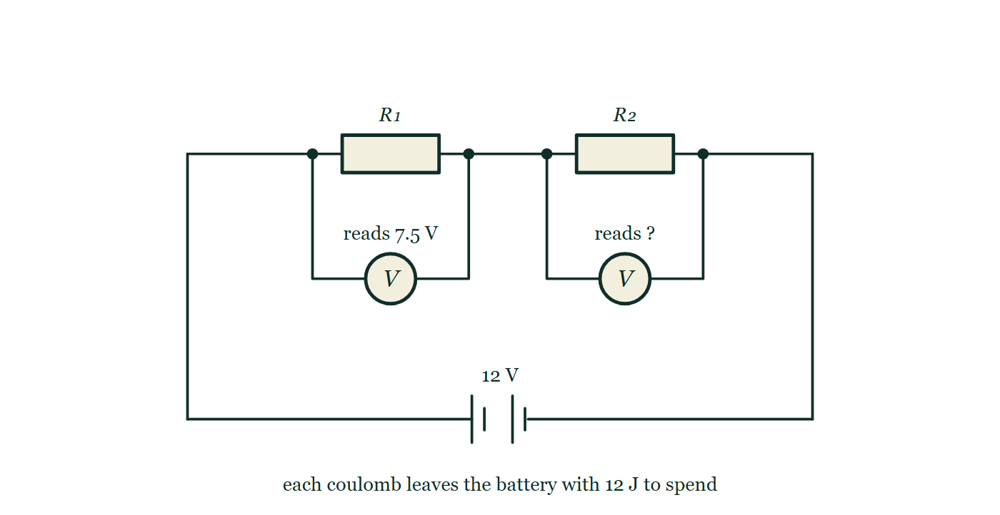 R1
R2
reads 7.5 V
reads ?
V
V
12 V
each coulomb leaves the battery with 12 J to spend